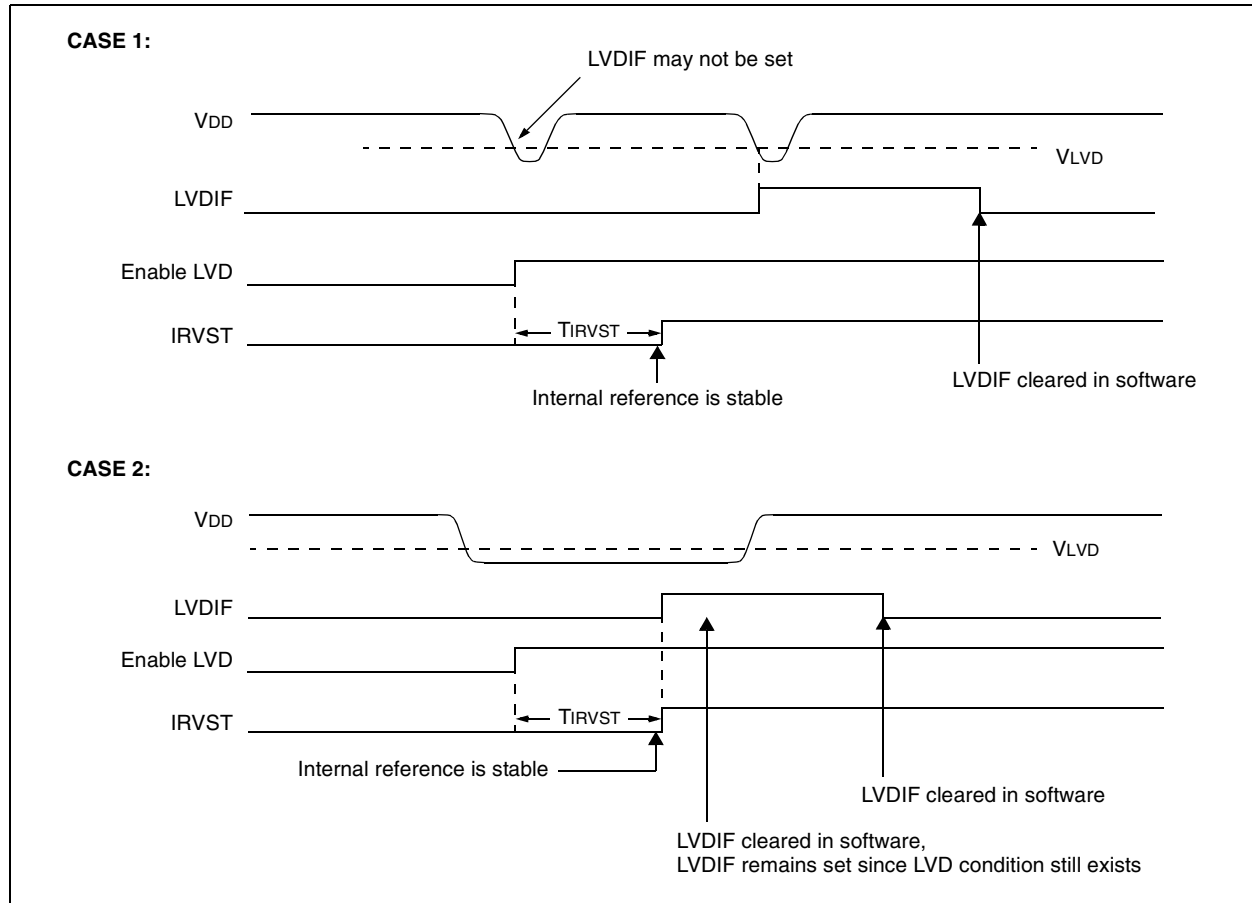 CASE 1:
LVDIF may not be set
VDD
VLVD
LVDIF
Enable LVD
IRVST
TIRVST
LVDIF cleared in software
Internal reference is stable
CASE 2:
VDD
VLVD
LVDIF
Enable LVD
IRVST
TIRVST
Internal reference is stable
LVDIF cleared in software
LVDIF cleared in software,
LVDIF remains set since LVD condition still exists